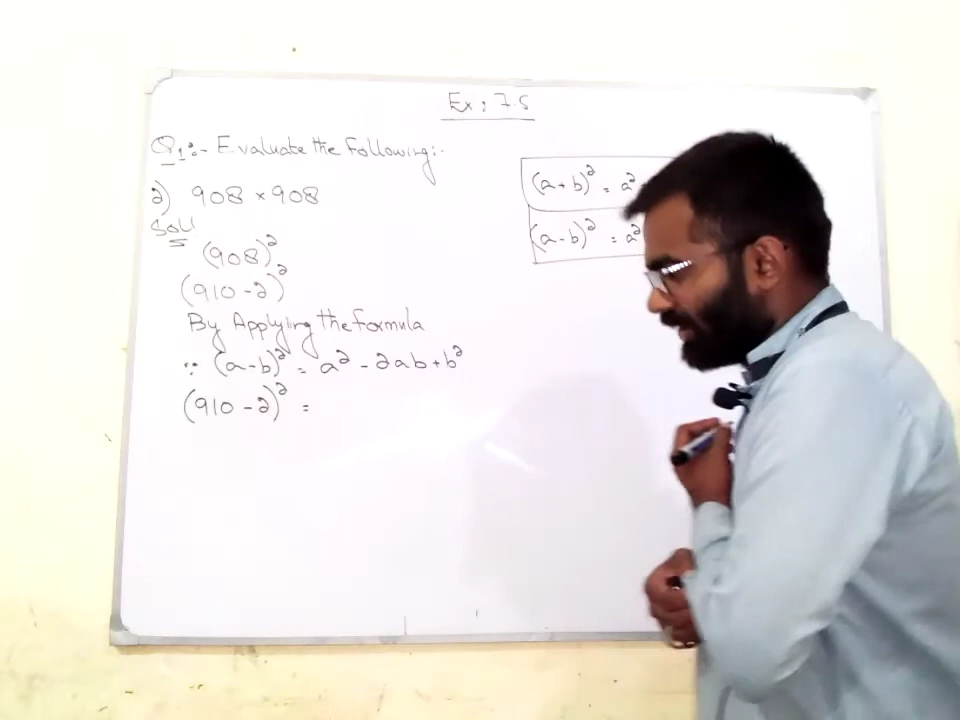 Ex: 7.5
Q1:- Evaluate the following:-
2) 908 × 908
Sol
(908)²
(910 - 2)²
By Applying the formula
∵ (a - b)² = a² - 2ab + b²
(910 - 2)² =
(a + b)² = a²
(a - b)² = a²